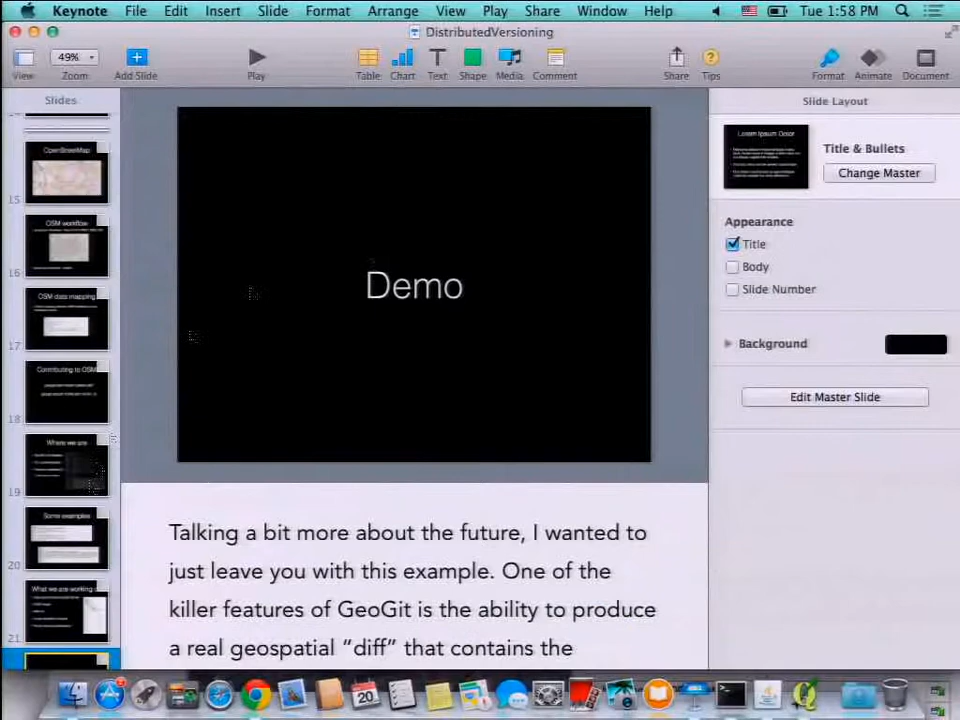 Keynote File Edit Insert Slide Format Arrange View Play Share Window Help Tue 1:58 PM
DistributedVersioning
49%
View Zoom Add Slide Play Table Chart Text Shape Media Comment Share Tips Format Animate Document
Slides
OpenStreetMap
15
OSM workflow
16
OSM data mapping
17
Contributing to OSM
18
Where we are
19
Some examples
20
What we are working
21
Demo
Talking a bit more about the future, I wanted to
just leave you with this example. One of the
killer features of GeoGit is the ability to produce
a real geospatial “diff” that contains the
Slide Layout
Lorem Ipsum Dolor
Title & Bullets
Change Master
Appearance
Title
Body
Slide Number
Background
Edit Master Slide
20